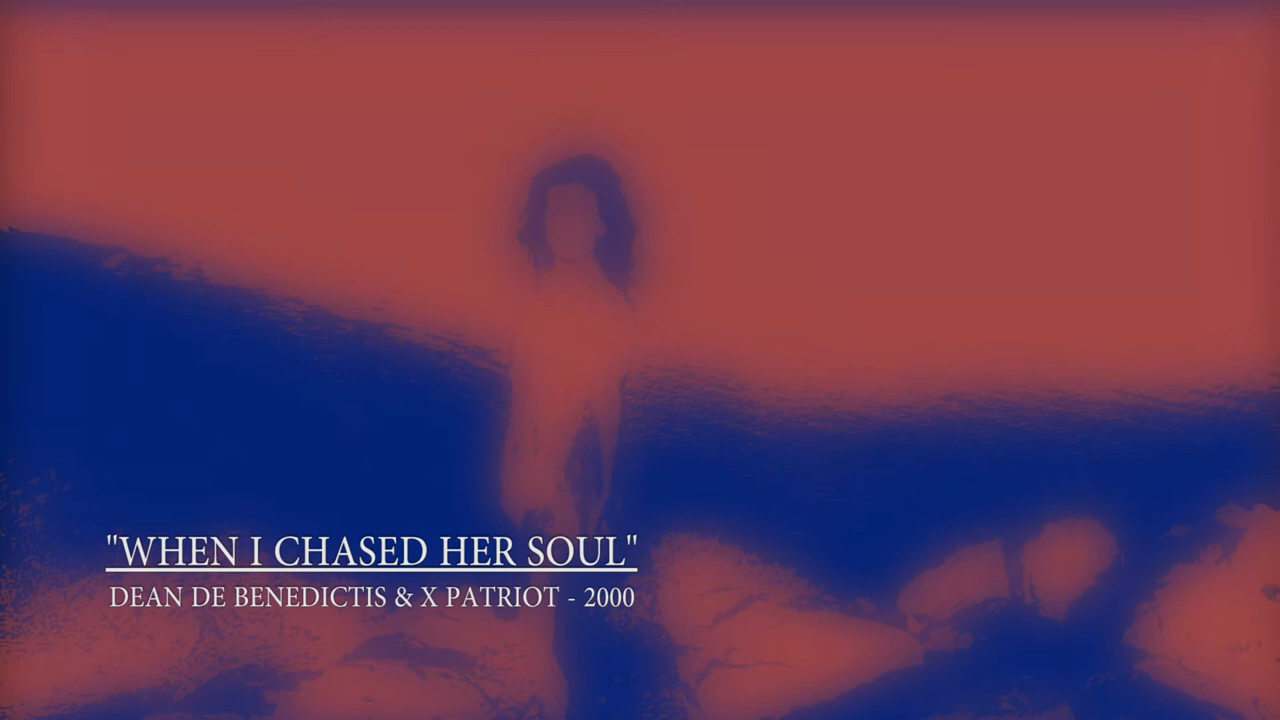 "WHEN I CHASED HER SOUL"
DEAN DE BENEDICTIS & X PATRIOT - 2000